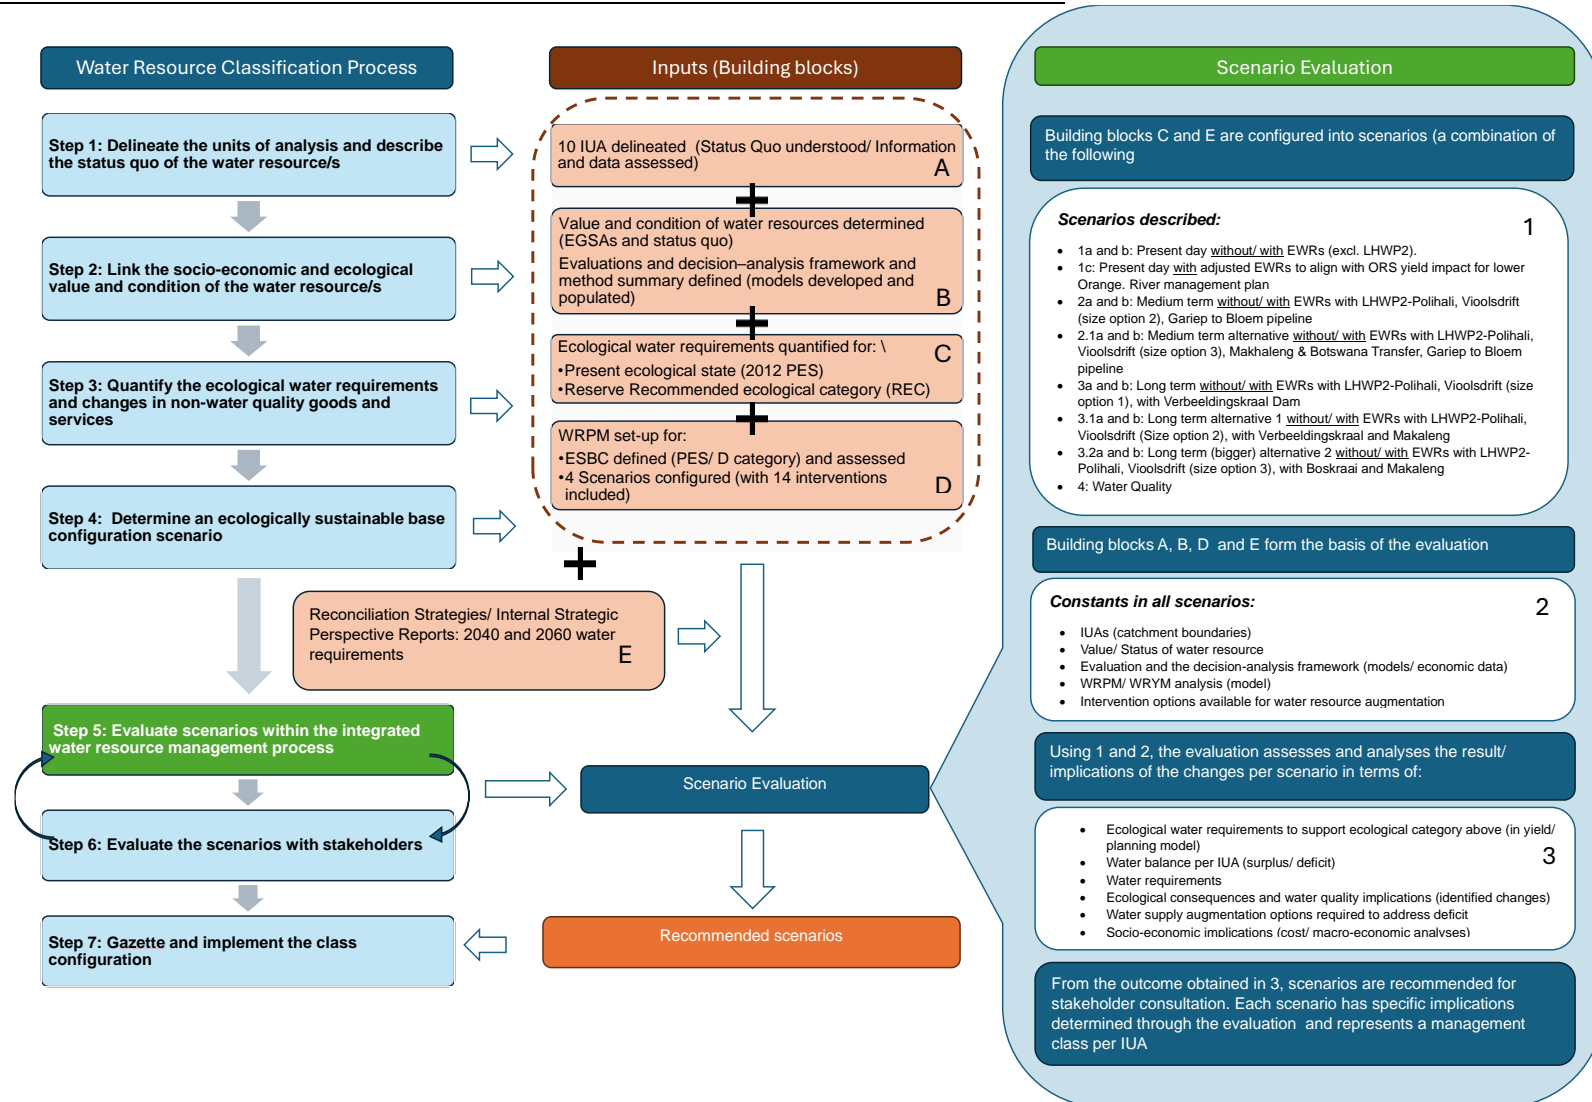 Water Resource Classification Process
Step 1: Delineate the units of analysis and describe
the status quo of the water resource/s
Step 2: Link the socio-economic and ecological
value and condition of the water resource/s
Step 3: Quantify the ecological water requirements
and changes in non-water quality goods and
services
Step 4:  Determine an ecologically sustainable base
configuration scenario
Step 5: Evaluate scenarios within the integrated
water resource management process
Step 6: Evaluate the scenarios with stakeholders
Step 7: Gazette and implement the class
configuration
Inputs (Building blocks)
10 IUA delineated  (Status Quo understood/ Information
and data assessed)
A
Value and condition of water resources determined
(EGSAs and status quo)
Evaluations and decision–analysis framework and
method summary defined (models developed and
populated)
B
Ecological water requirements quantified for: \
C
•Present ecological state (2012 PES)
•Reserve Recommended ecological category (REC)
WRPM set-up for:
•ESBC defined (PES/ D category) and assessed
•4 Scenarios configured (with 14 interventions
included)
D
Reconciliation Strategies/ Internal Strategic
Perspective Reports: 2040 and 2060 water
requirements
E
Scenario Evaluation
Recommended scenarios
Scenario Evaluation
Building blocks C and E are configured into scenarios (a combination of
the following
Scenarios described:
1
• 1a and b: Present day without/ with EWRs (excl. LHWP2).
• 1c: Present day with adjusted EWRs to align with ORS yield impact for lower
Orange. River management plan
• 2a and b: Medium term without/ with EWRs with LHWP2-Polihali, Vioolsdrift
(size option 2), Gariep to Bloem pipeline
• 2.1a and b: Medium term alternative without/ with EWRs with LHWP2-Polihali,
Vioolsdrift (size option 3), Makhaleng & Botswana Transfer, Gariep to Bloem
pipeline
• 3a and b: Long term without/ with EWRs with LHWP2-Polihali, Vioolsdrift (size
option 1), with Verbeeldingskraal Dam
• 3.1a and b: Long term alternative 1 without/ with EWRs with LHWP2-Polihali,
Vioolsdrift (Size option 2), with Verbeeldingskraal and Makaleng
• 3.2a and b: Long term (bigger) alternative 2 without/ with EWRs with LHWP2-
Polihali, Vioolsdrift (size option 3), with Boskraai and Makaleng
• 4: Water Quality
Building blocks A, B, D  and E form the basis of the evaluation
Constants in all scenarios:
2
• IUAs (catchment boundaries)
• Value/ Status of water resource
• Evaluation and the decision-analysis framework (models/ economic data)
• WRPM/ WRYM analysis (model)
• Intervention options available for water resource augmentation
Using 1 and 2, the evaluation assesses and analyses the result/
implications of the changes per scenario in terms of:
• Ecological water requirements to support ecological category above (in yield/
planning model)
3
• Water balance per IUA (surplus/ deficit)
• Water requirements
• Ecological consequences and water quality implications (identified changes)
• Water supply augmentation options required to address deficit
• Socio-economic implications (cost/ macro-economic analyses)
From the outcome obtained in 3, scenarios are recommended for
stakeholder consultation. Each scenario has specific implications
determined through the evaluation  and represents a management
class per IUA